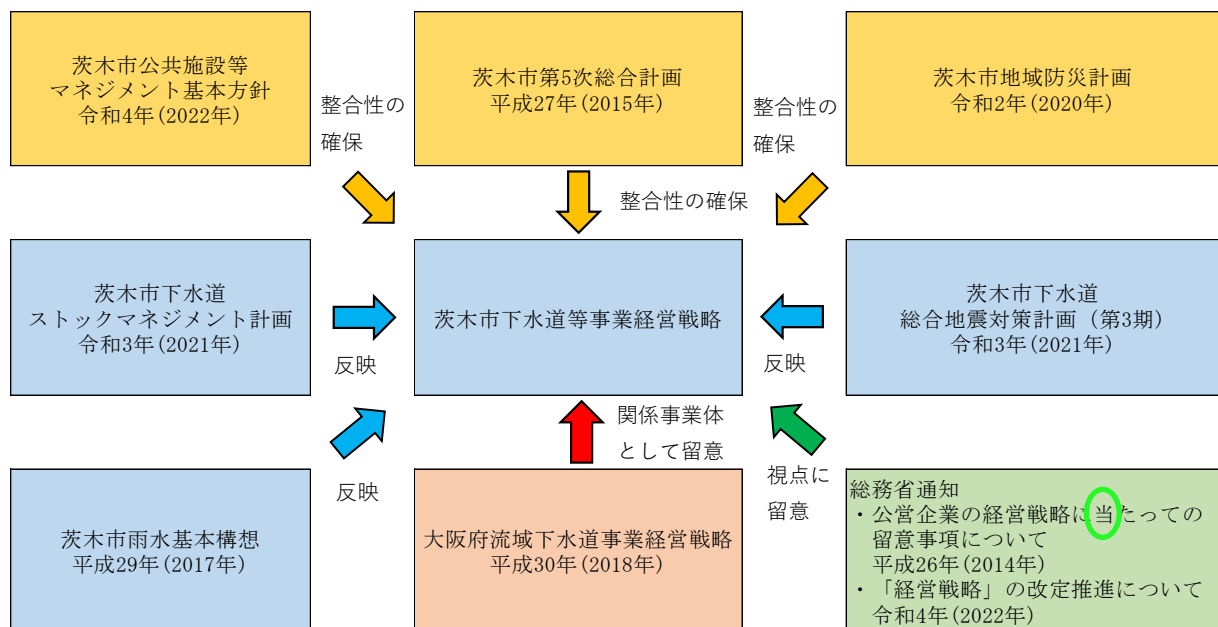 茨木市公共施設等
マネジメント基本方針
令和4年(2022年)
整合性の
確保
茨木市第5次総合計画
平成27年(2015年)
整合性の確保
茨木市地域防災計画
令和2年(2020年)
整合性の
確保
茨木市下水道
ストックマネジメント計画
令和3年(2021年)
反映
茨木市下水道等事業経営戦略
茨木市下水道
総合地震対策計画（第3期）
令和3年(2021年)
反映
茨木市雨水基本構想
平成29年(2017年)
反映
関係事業体
として留意
大阪府流域下水道事業経営戦略
平成30年(2018年)
視点に
留意
総務省通知
・公営企業の経営戦略に当たっての
留意事項について
平成26年(2014年)
・「経営戦略」の改定推進について
令和4年(2022年)